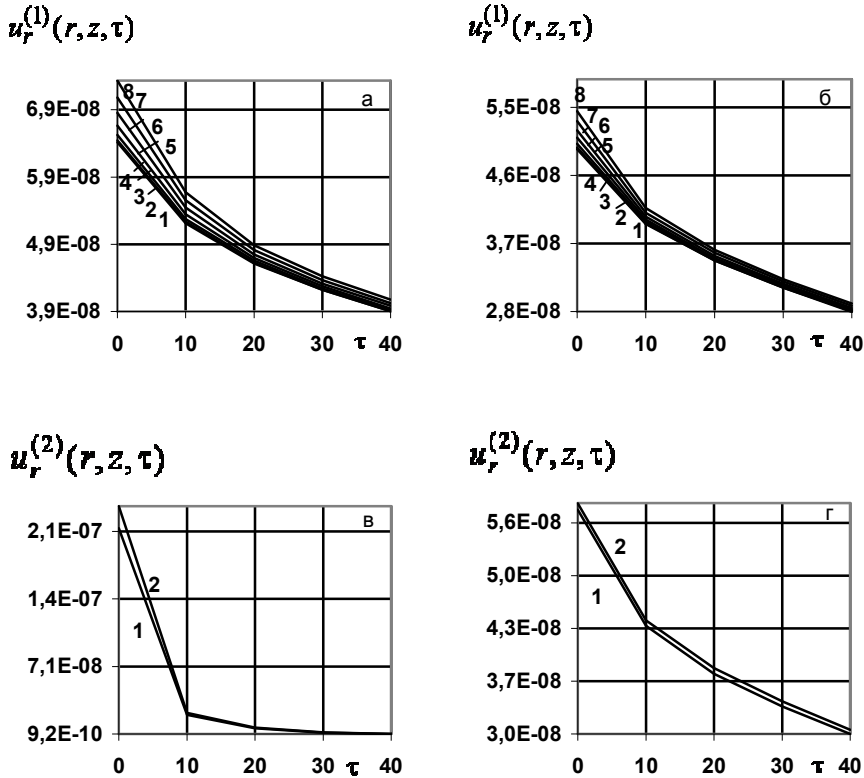 u_r^(1)(r, z, τ)
6,9E-08
5,9E-08
4,9E-08
3,9E-08
а
8
7
6
5
4
3
2
1
0 10 20 30 τ 40
u_r^(1)(r, z, τ)
5,5E-08
4,6E-08
3,7E-08
2,8E-08
б
8
7
6
5
4
3
2
1
0 10 20 30 τ 40
u_r^(2)(r, z, τ)
2,1E-07
1,4E-07
7,1E-08
9,2E-10
в
2
1
0 10 20 30 τ 40
u_r^(2)(r, z, τ)
5,6E-08
5,0E-08
4,3E-08
3,7E-08
3,0E-08
г
2
1
0 10 20 30 τ 40